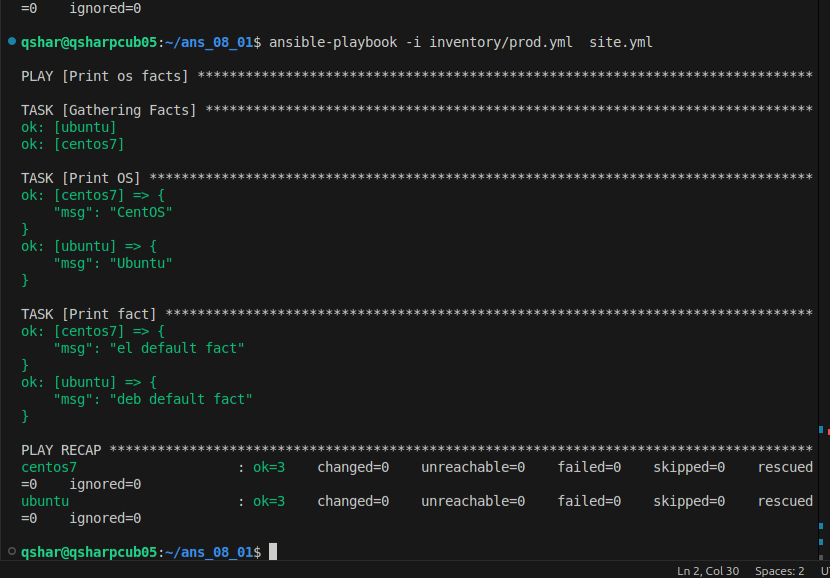 =0    ignored=0
qshar@qsharpcub05:~/ans_08_01$ ansible-playbook -i inventory/prod.yml  site.yml
PLAY [Print os facts] *****************************************************************************
TASK [Gathering Facts] ****************************************************************************
ok: [ubuntu]
ok: [centos7]
TASK [Print OS] ***********************************************************************************
ok: [centos7] => {
    "msg": "CentOS"
}
ok: [ubuntu] => {
    "msg": "Ubuntu"
}
TASK [Print fact] *********************************************************************************
ok: [centos7] => {
    "msg": "el default fact"
}
ok: [ubuntu] => {
    "msg": "deb default fact"
}
PLAY RECAP ****************************************************************************************
centos7                    : ok=3    changed=0    unreachable=0    failed=0    skipped=0    rescued
=0    ignored=0
ubuntu                     : ok=3    changed=0    unreachable=0    failed=0    skipped=0    rescued
=0    ignored=0
qshar@qsharpcub05:~/ans_08_01$
Ln 2, Col 30    Spaces: 2